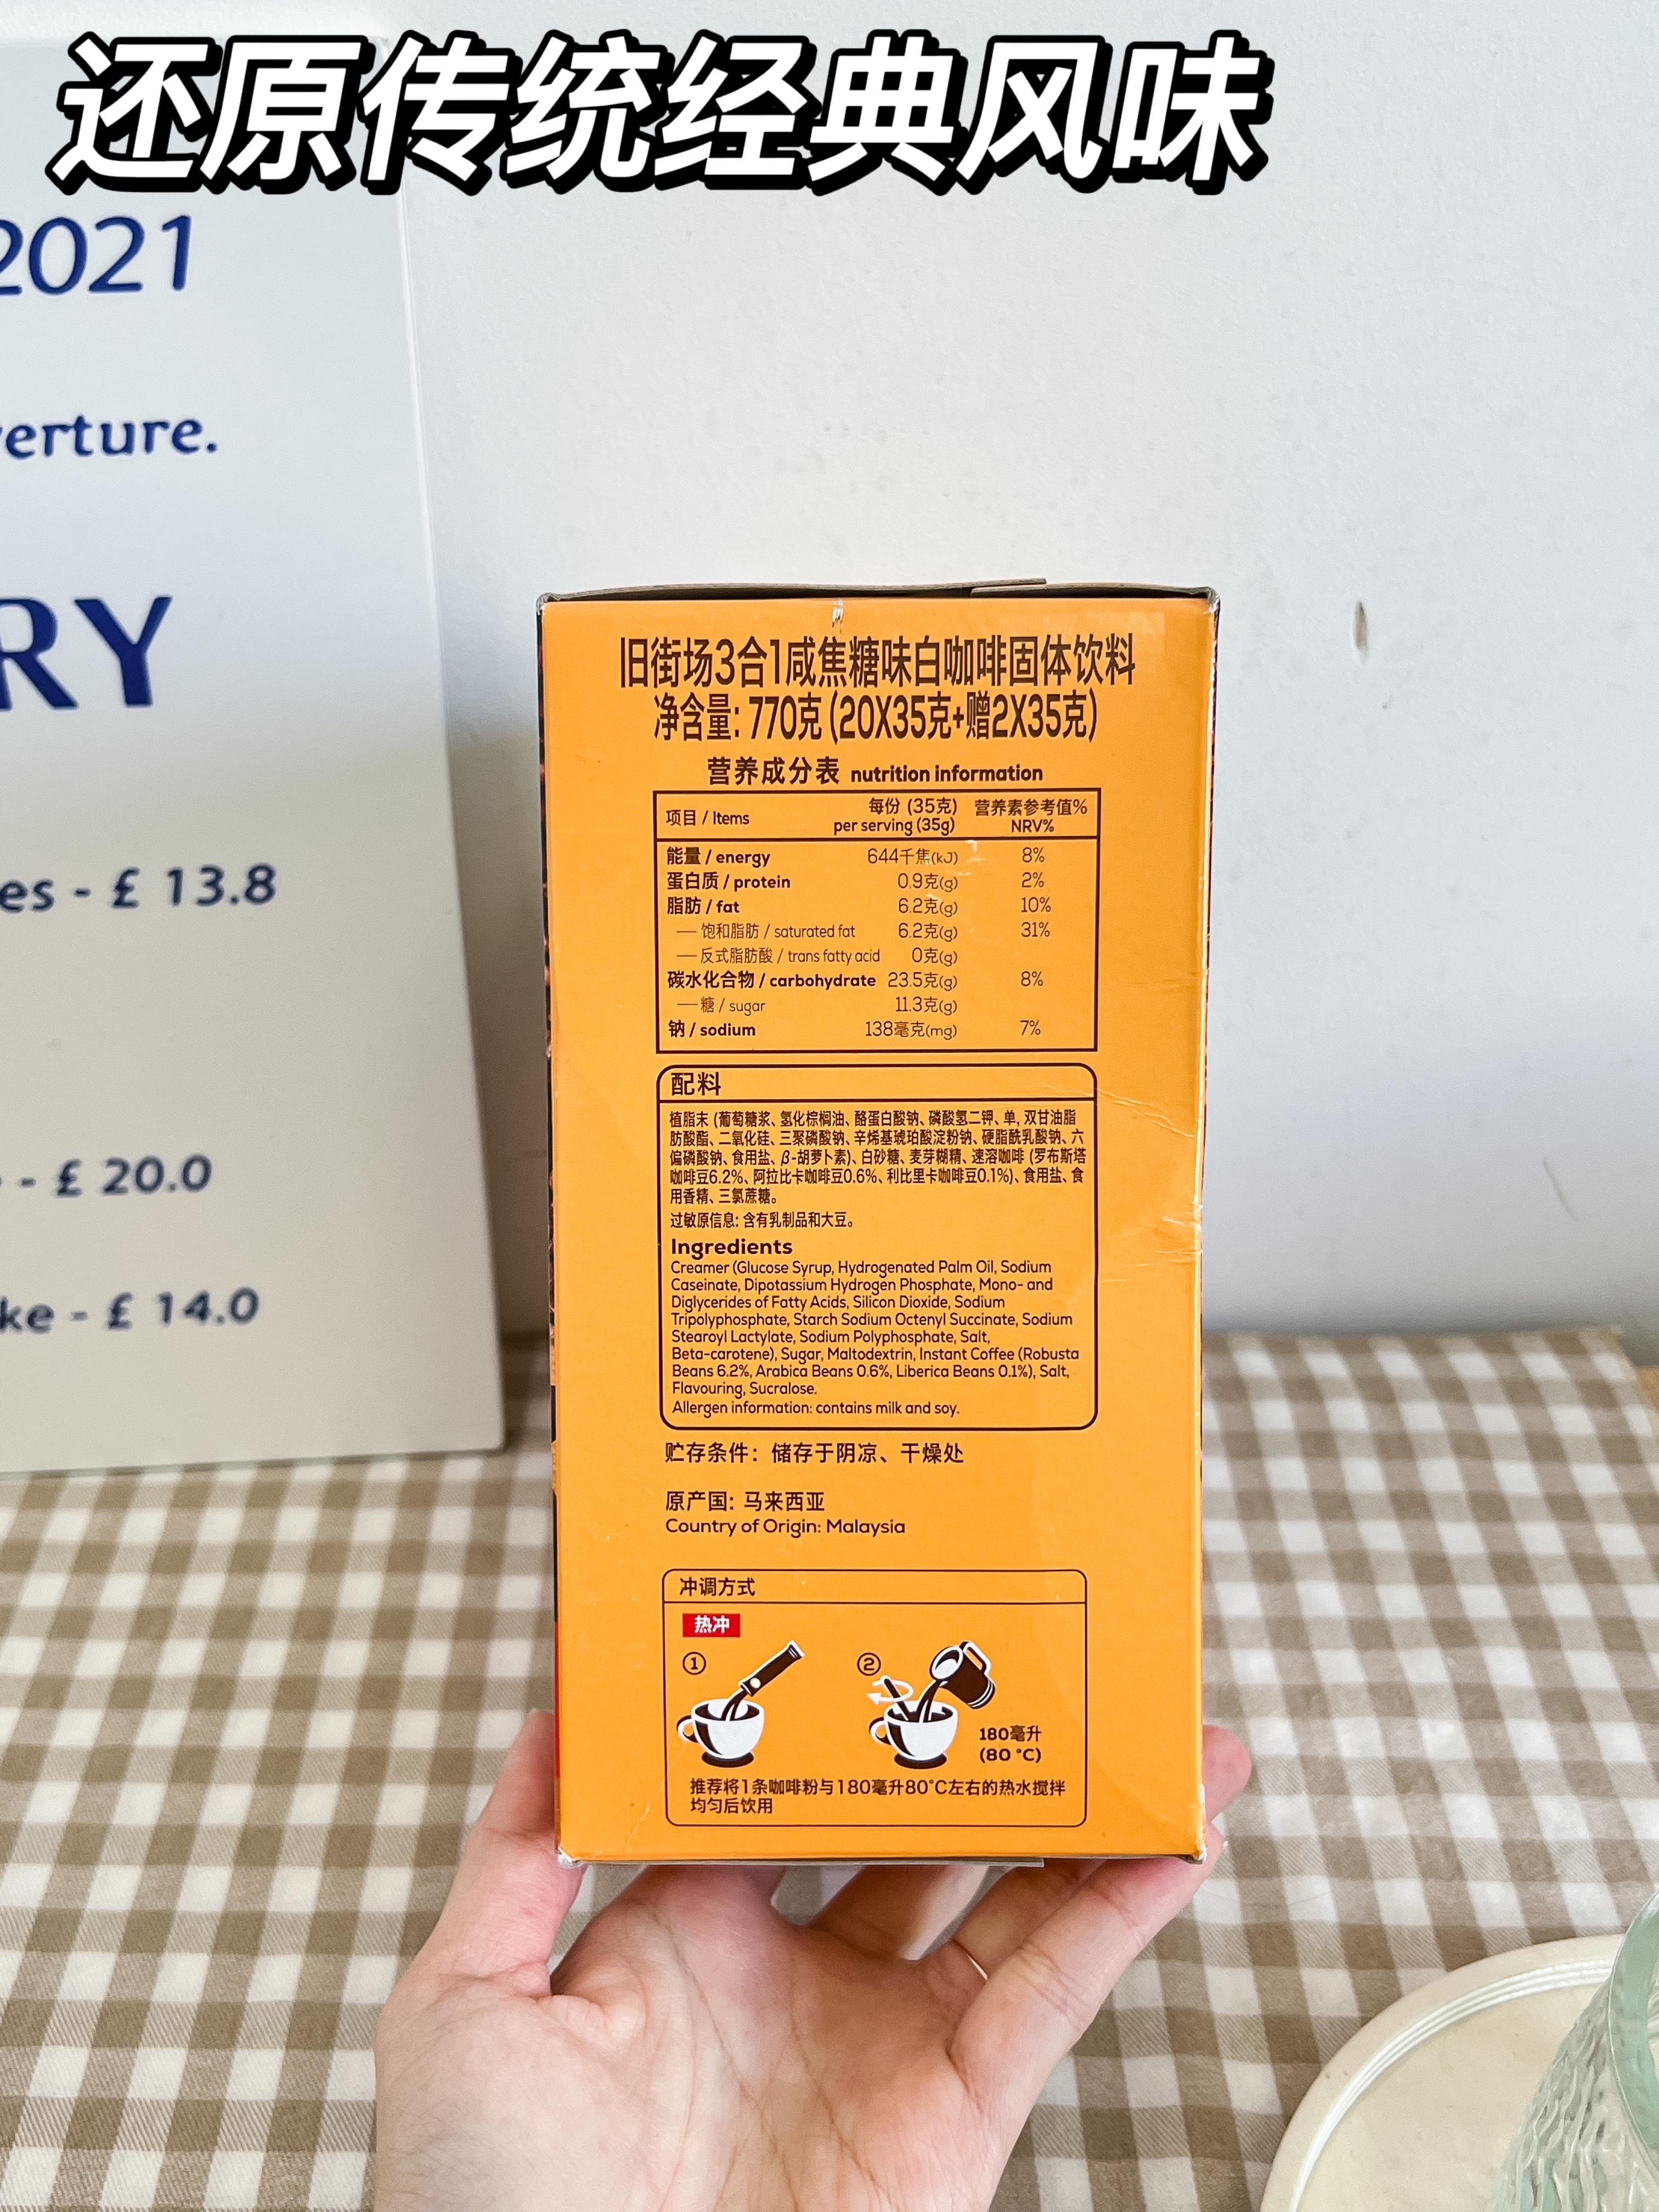 还原传统经典风味
2021
verture.
RY
es - £ 13.8
- £ 20.0
ke - £ 14.0
旧街场3合1咸焦糖味白咖啡固体饮料
净含量: 770克 (20X35克+赠2X35克)
营养成分表 nutrition information
项目 / Items 每份 (35克) per serving (35g) 营养素参考值% NRV%
能量 / energy 644千焦(kJ) 8%
蛋白质 / protein 0.9克(g) 2%
脂肪 / fat 6.2克(g) 10%
— 饱和脂肪 / saturated fat 6.2克(g) 31%
— 反式脂肪酸 / trans fatty acid 0克(g)
碳水化合物 / carbohydrate 23.5克(g) 8%
— 糖 / sugar 11.3克(g)
钠 / sodium 138毫克(mg) 7%
配料
植脂末 (葡萄糖浆、氢化棕榈油、酪蛋白酸钠、磷酸氢二钾、单, 双甘油脂
肪酸酯、二氧化硅、三聚磷酸钠、辛烯基琥珀酸淀粉钠、硬脂酰乳酸钠、六
偏磷酸钠、食用盐、β-胡萝卜素)、白砂糖、麦芽糊精、速溶咖啡 (罗布斯塔
咖啡豆6.2%、阿拉比卡咖啡豆0.6%、利比里卡咖啡豆0.1%)、食用盐、食
用香精、三氯蔗糖。
过敏原信息: 含有乳制品和大豆。
Ingredients
Creamer (Glucose Syrup, Hydrogenated Palm Oil, Sodium
Caseinate, Dipotassium Hydrogen Phosphate, Mono- and
Diglycerides of Fatty Acids, Silicon Dioxide, Sodium
Tripolyphosphate, Starch Sodium Octenyl Succinate, Sodium
Stearoyl Lactylate, Sodium Polyphosphate, Salt,
Beta-carotene), Sugar, Maltodextrin, Instant Coffee (Robusta
Beans 6.2%, Arabica Beans 0.6%, Liberica Beans 0.1%), Salt,
Flavouring, Sucralose.
Allergen information: contains milk and soy.
贮存条件：储存于阴凉、干燥处
原产国: 马来西亚
Country of Origin: Malaysia
冲调方式
热冲
① ②
180毫升
(80 °C)
推荐将1条咖啡粉与180毫升80°C左右的热水搅拌
均匀后饮用